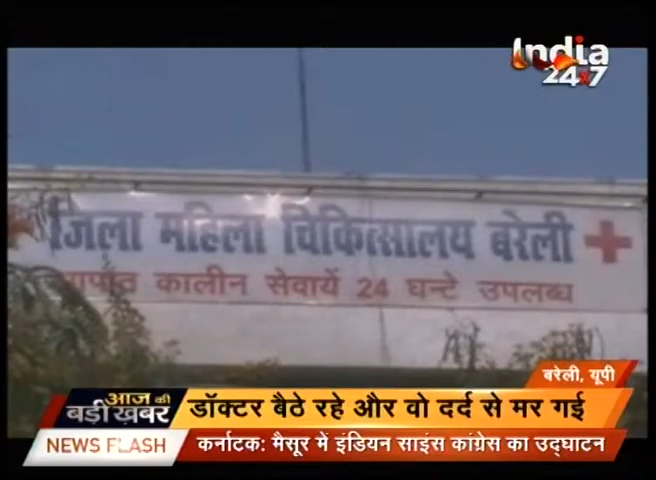 India
24x7
जिला महिला चिकित्सालय बरेली
कालीन सेवायें 24 घन्टे उपलब्ध
बरेली, यूपी
आज की
बड़ी ख़बर
डॉक्टर बैठे रहे और वो दर्द से मर गई
NEWS FLASH
कर्नाटक: मैसूर में इंडियन साइंस कांग्रेस का उद्घाटन